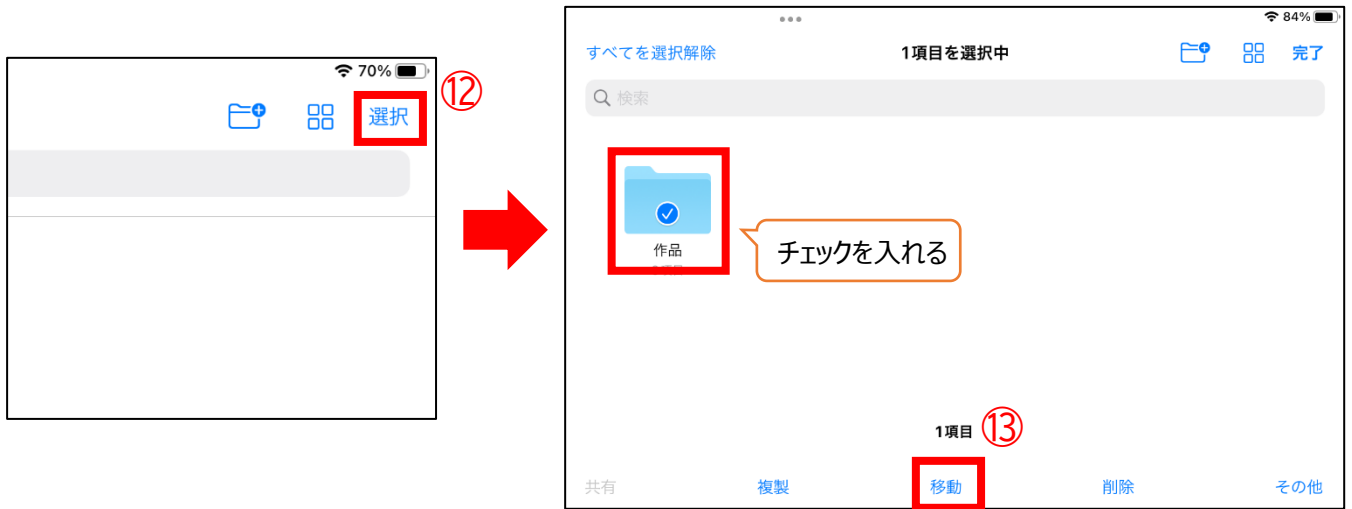 70%
選択
⑫
84%
すべてを選択解除
1項目を選択中
完了
検索
作品
チェックを入れる
1項目
⑬
共有
複製
移動
削除
その他